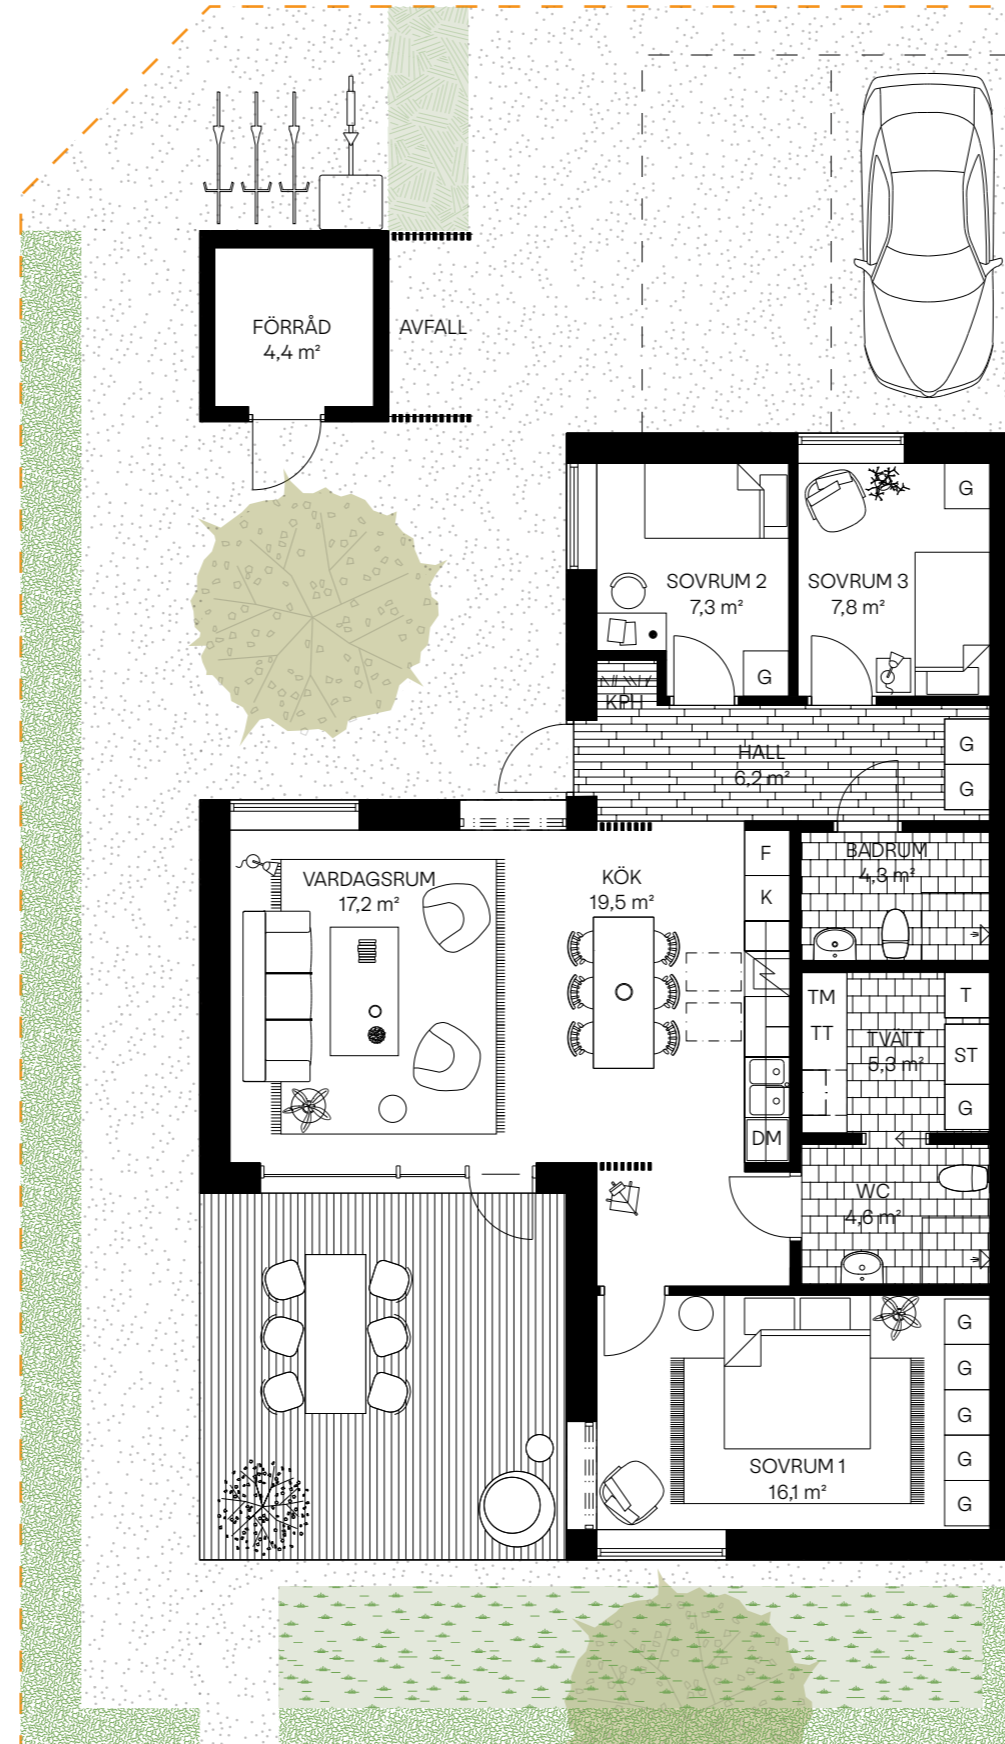 FÖRRÅD
4,4 m²
AVFALL
G
SOVRUM 2
7,3 m²
SOVRUM 3
7,8 m²
G
KPH
HALL
6,2 m²
G
G
F
K
BADRUM
4,3 m²
VARDAGSRUM
17,2 m²
KÖK
19,5 m²
TM
TT
TVÄTT
5,3 m²
T
ST
G
DM
WC
4,6 m²
G
G
G
G
G
SOVRUM 1
16,1 m²